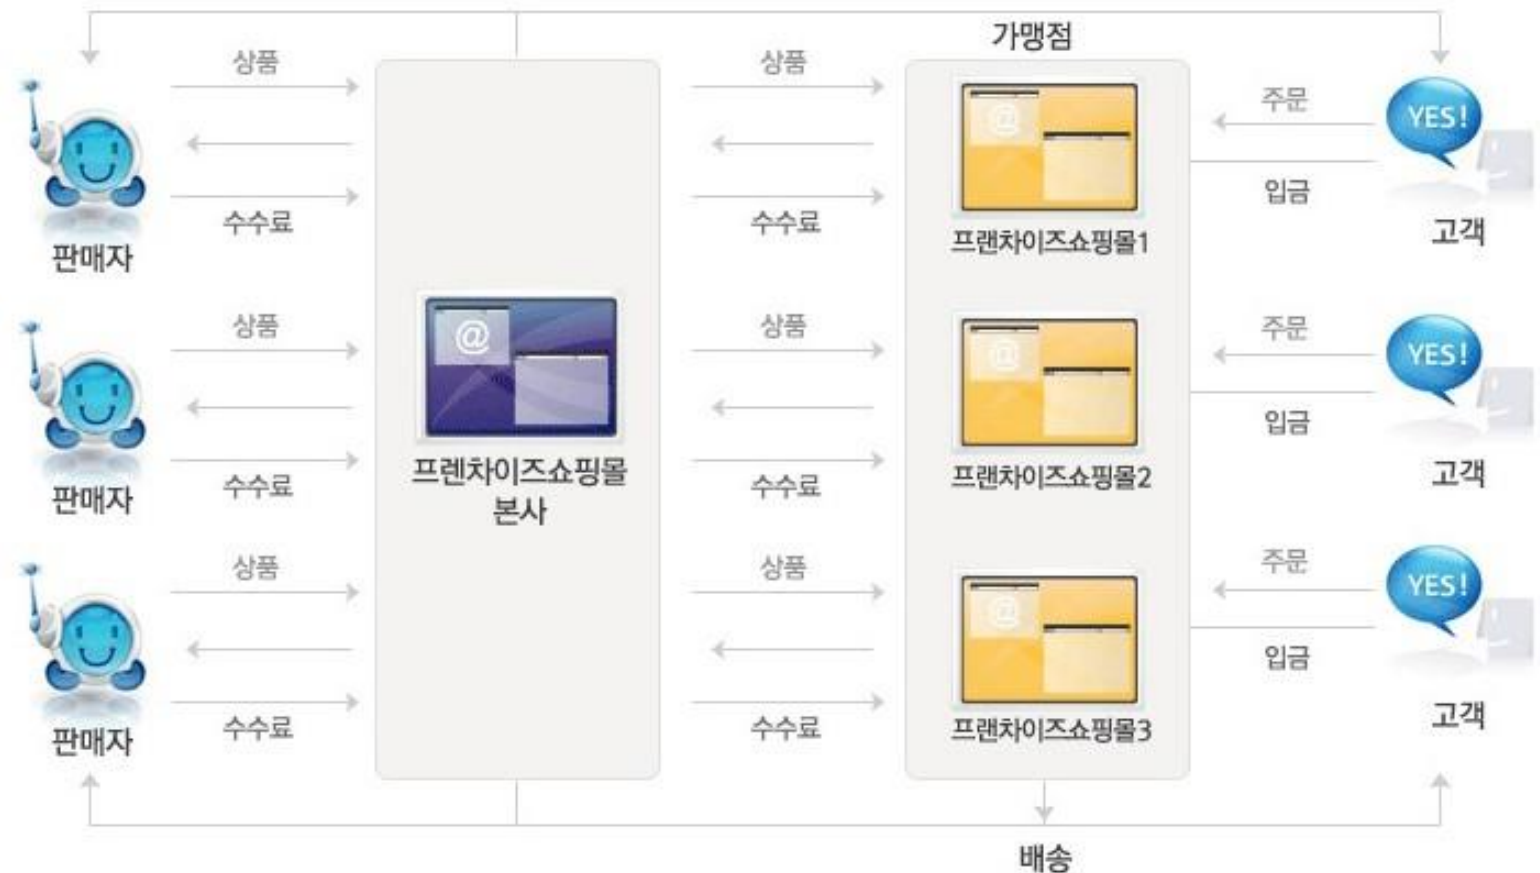 가맹점
상품
상품
주문
YES!
입금
수수료
수수료
판매자
프랜차이즈쇼핑몰1
고객
@
상품
상품
주문
YES!
입금
프렌차이즈쇼핑몰
본사
수수료
수수료
판매자
프랜차이즈쇼핑몰2
고객
상품
상품
주문
YES!
입금
수수료
수수료
판매자
프랜차이즈쇼핑몰3
고객
배송